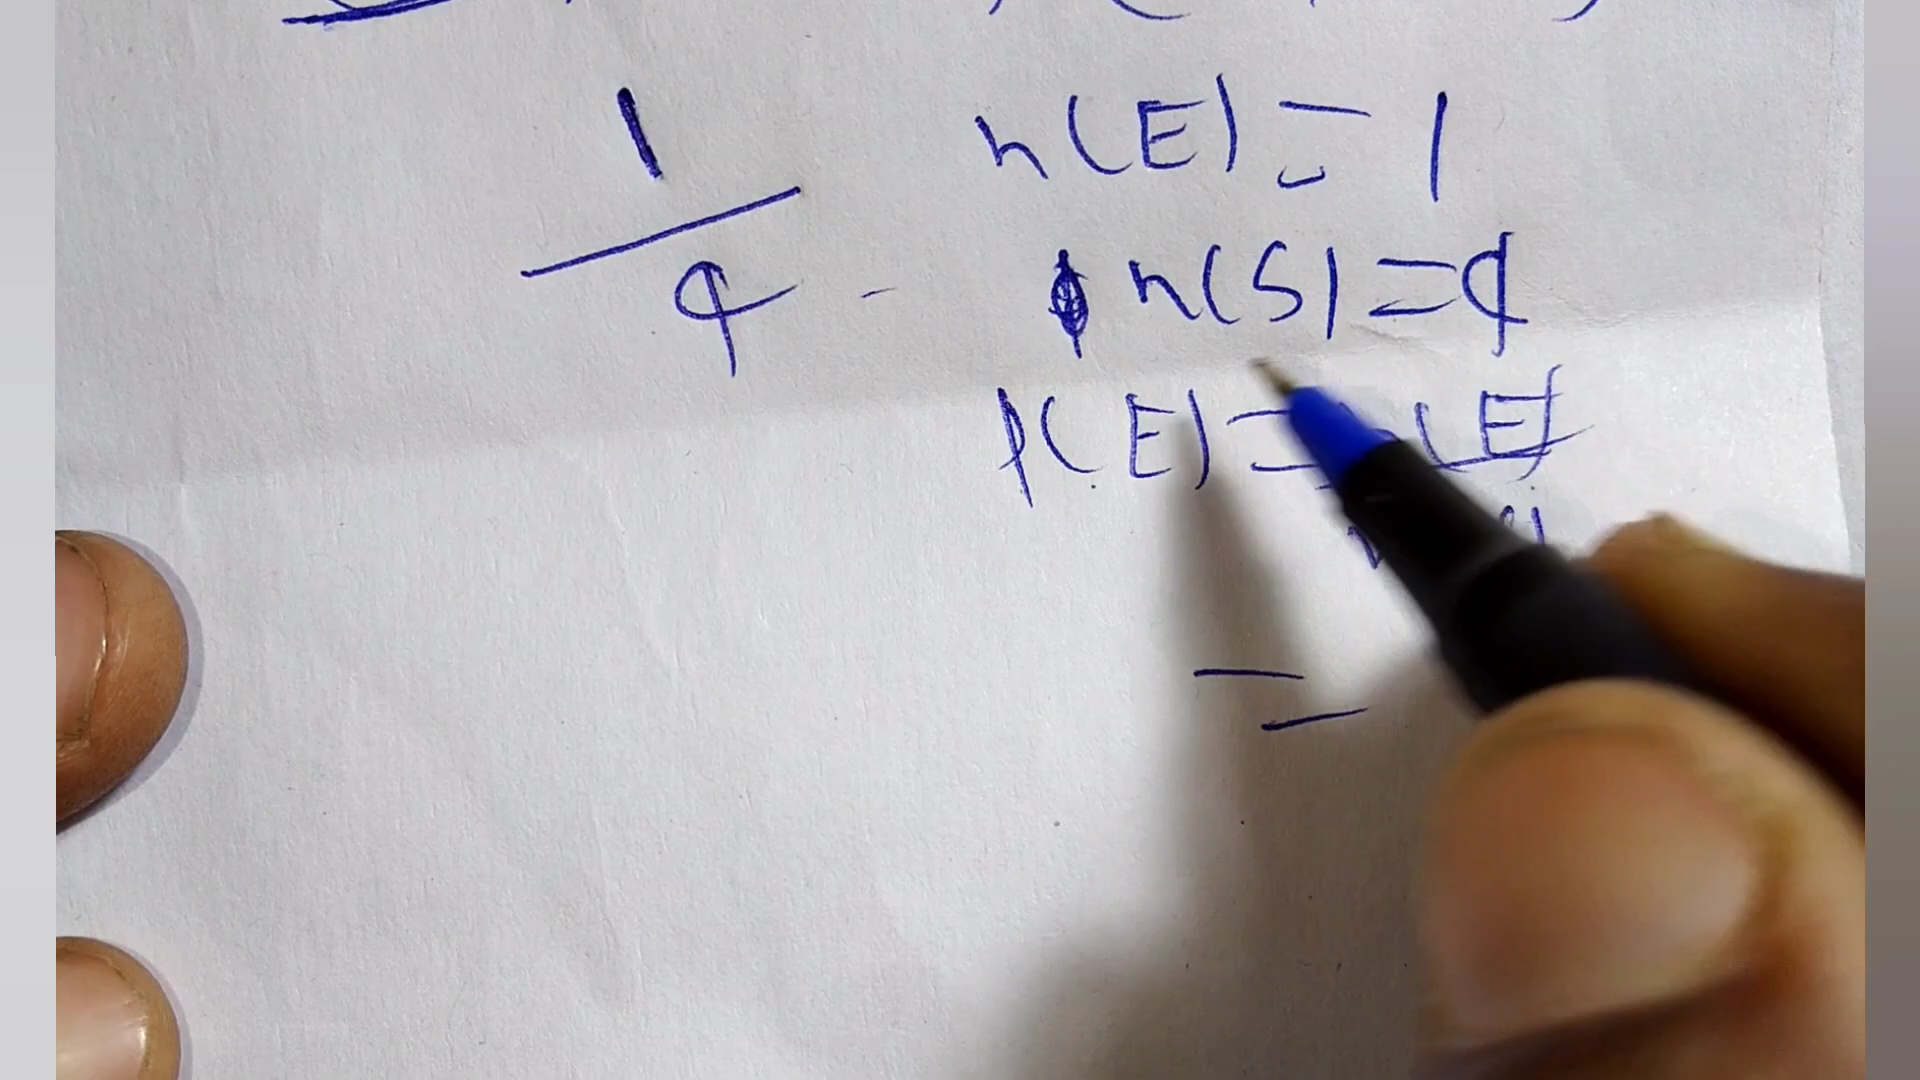 1
4
n(E) = 1
n(S) = 4
P(E) = (E)
=